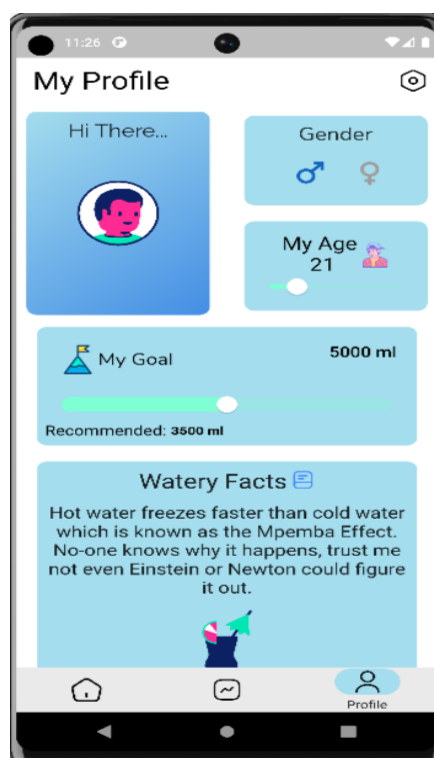 11:26
My Profile
Hi There...
Gender
My Age
21
My Goal
5000 ml
Recommended: 3500 ml
Watery Facts
Hot water freezes faster than cold water
which is known as the Mpemba Effect.
No-one knows why it happens, trust me
not even Einstein or Newton could figure
it out.
Profile